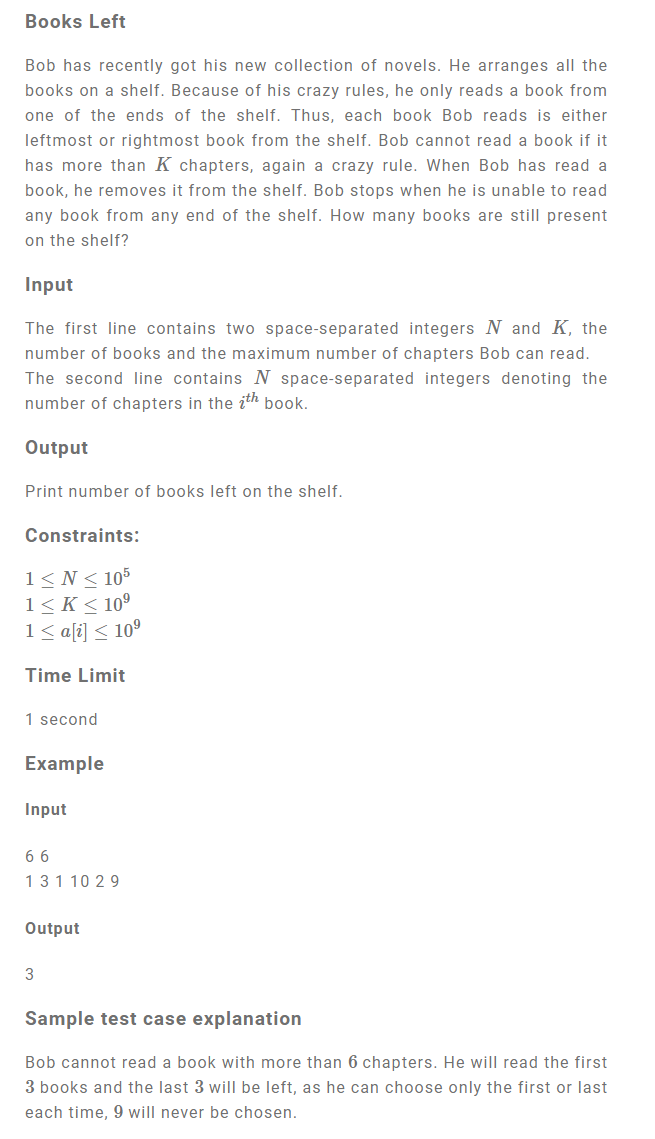 Books Left
Bob has recently got his new collection of novels. He arranges all the
books on a shelf. Because of his crazy rules, he only reads a book from
one of the ends of the shelf. Thus, each book Bob reads is either
leftmost or rightmost book from the shelf. Bob cannot read a book if it
has more than K chapters, again a crazy rule. When Bob has read a
book, he removes it from the shelf. Bob stops when he is unable to read
any book from any end of the shelf. How many books are still present
on the shelf?
Input
The first line contains two space-separated integers N and K, the
number of books and the maximum number of chapters Bob can read.
The second line contains N space-separated integers denoting the
number of chapters in the i^{th} book.
Output
Print number of books left on the shelf.
Constraints:
1 ≤ N ≤ 10^5
1 ≤ K ≤ 10^9
1 ≤ a[i] ≤ 10^9
Time Limit
1 second
Example
Input
6 6
1 3 1 10 2 9
Output
3
Sample test case explanation
Bob cannot read a book with more than 6 chapters. He will read the first
3 books and the last 3 will be left, as he can choose only the first or last
each time, 9 will never be chosen.